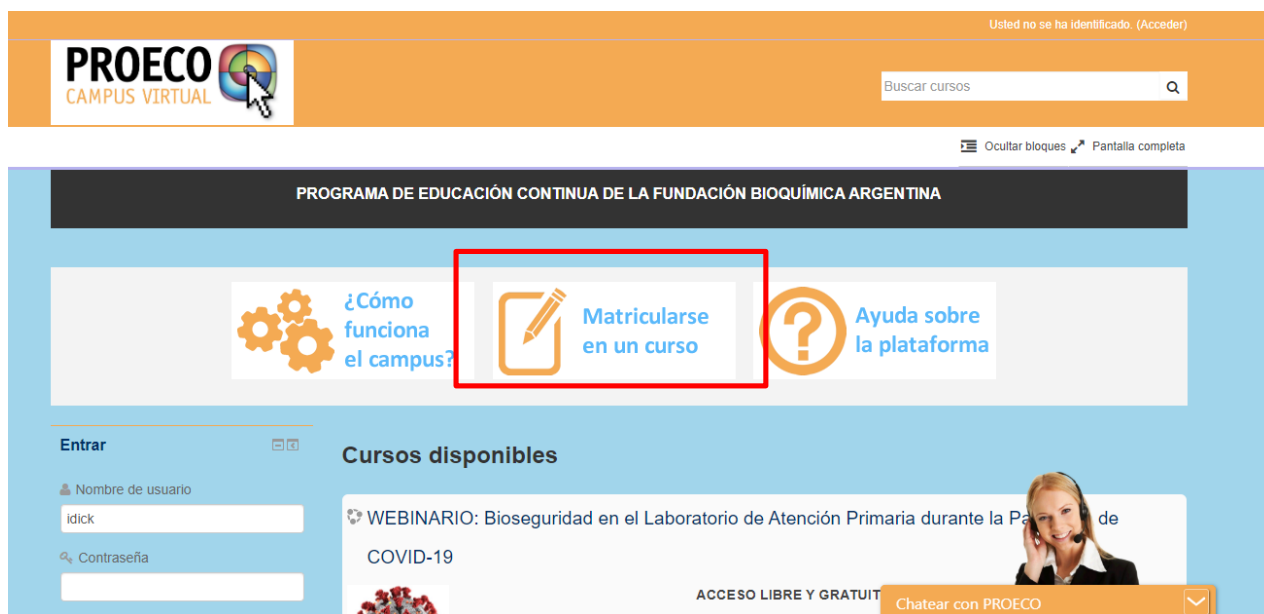 Usted no se ha identificado. (Acceder)
PROECO
CAMPUS VIRTUAL
Buscar cursos
Ocultar bloques Pantalla completa
PROGRAMA DE EDUCACIÓN CONTINUA DE LA FUNDACIÓN BIOQUÍMICA ARGENTINA
¿Cómo
funciona
el campus?
Matricularse
en un curso
Ayuda sobre
la plataforma
Entrar
Nombre de usuario
idick
Contraseña
Cursos disponibles
WEBINARIO: Bioseguridad en el Laboratorio de Atención Primaria durante la de
COVID-19
ACCESO LIBRE Y
Chatear con PROECO